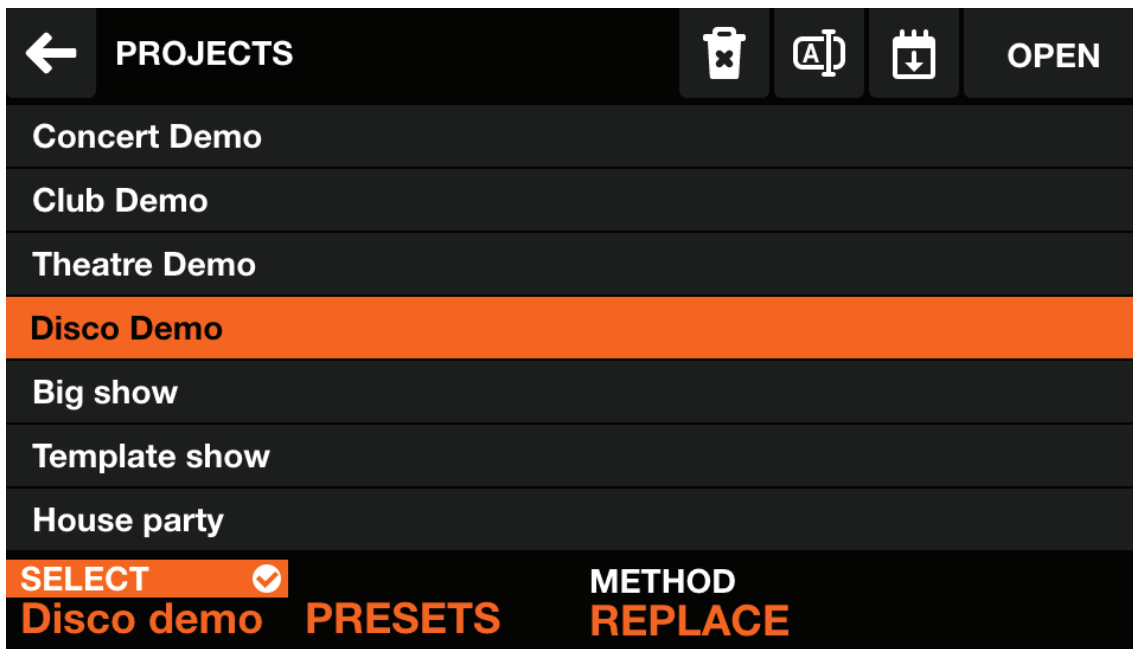 PROJECTS OPEN
Concert Demo
Club Demo
Theatre Demo
Disco Demo
Big show
Template show
House party
SELECT METHOD
Disco demo PRESETS REPLACE